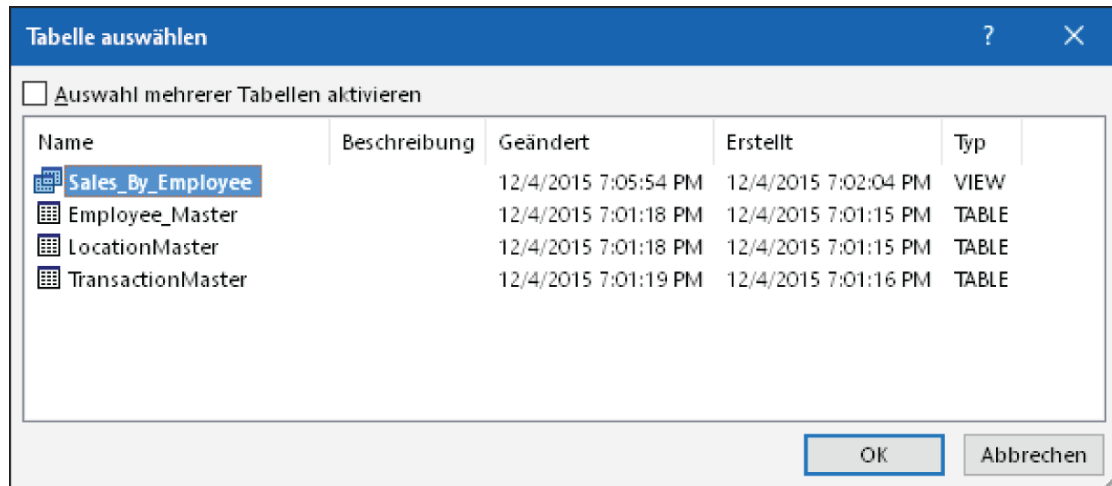 Tabelle auswählen ?
Auswahl mehrerer Tabellen aktivieren
Name Beschreibung Geändert Erstellt Typ
Sales_By_Employee 12/4/2015 7:05:54 PM 12/4/2015 7:02:04 PM VIEW
Employee_Master 12/4/2015 7:01:18 PM 12/4/2015 7:01:15 PM TABLE
LocationMaster 12/4/2015 7:01:18 PM 12/4/2015 7:01:15 PM TABLE
TransactionMaster 12/4/2015 7:01:19 PM 12/4/2015 7:01:16 PM TABLE
OK Abbrechen